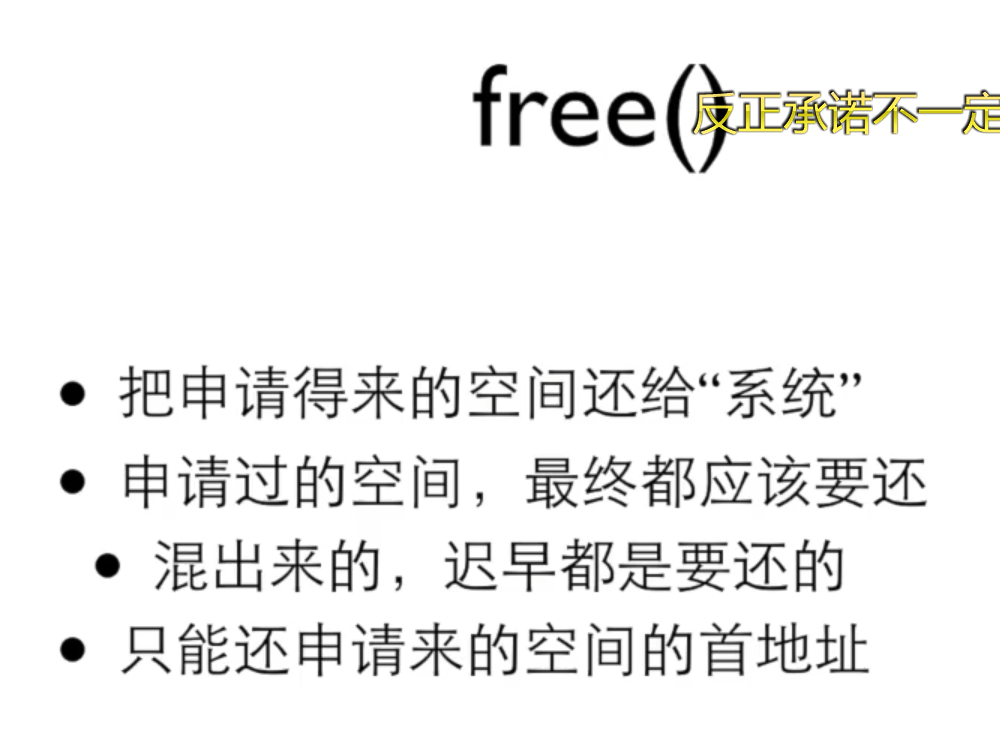 free()
反正承诺不一定
• 把申请得来的空间还给“系统”
• 申请过的空间，最终都应该要还
• 混出来的，迟早都是要还的
• 只能还申请来的空间的首地址